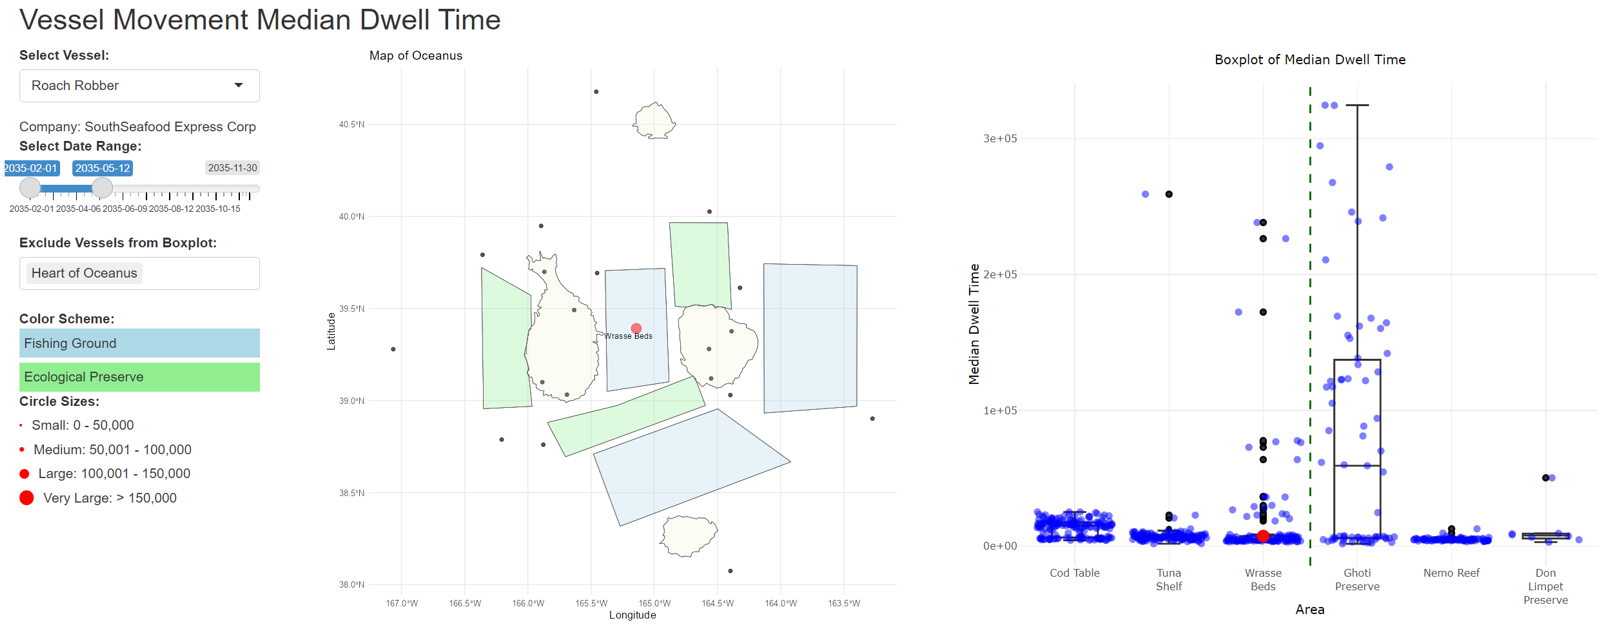 Vessel Movement Median Dwell Time
Select Vessel:
Roach Robber
Company: SouthSeafood Express Corp
Select Date Range:
2035-02-01 2035-05-12 2035-11-30
2035-02-01 2035-04-06 2035-06-09 2035-08-12 2035-10-15
Exclude Vessels from Boxplot:
Heart of Oceanus
Color Scheme:
Fishing Ground
Ecological Preserve
Circle Sizes:
Small: 0 - 50,000
Medium: 50,001 - 100,000
Large: 100,001 - 150,000
Very Large: > 150,000
Map of Oceanus
Latitude
40.5°N
40.0°N
39.5°N
39.0°N
38.5°N
38.0°N
Wrasse Beds
167.0°W 166.5°W 166.0°W 165.5°W 165.0°W 164.5°W 164.0°W 163.5°W
Longitude
Boxplot of Median Dwell Time
Median Dwell Time
3e+05
2e+05
1e+05
0e+00
Cod Table
Tuna
Shelf
Wrasse
Beds
Ghoti
Preserve
Nemo Reef
Don
Limpet
Preserve
Area